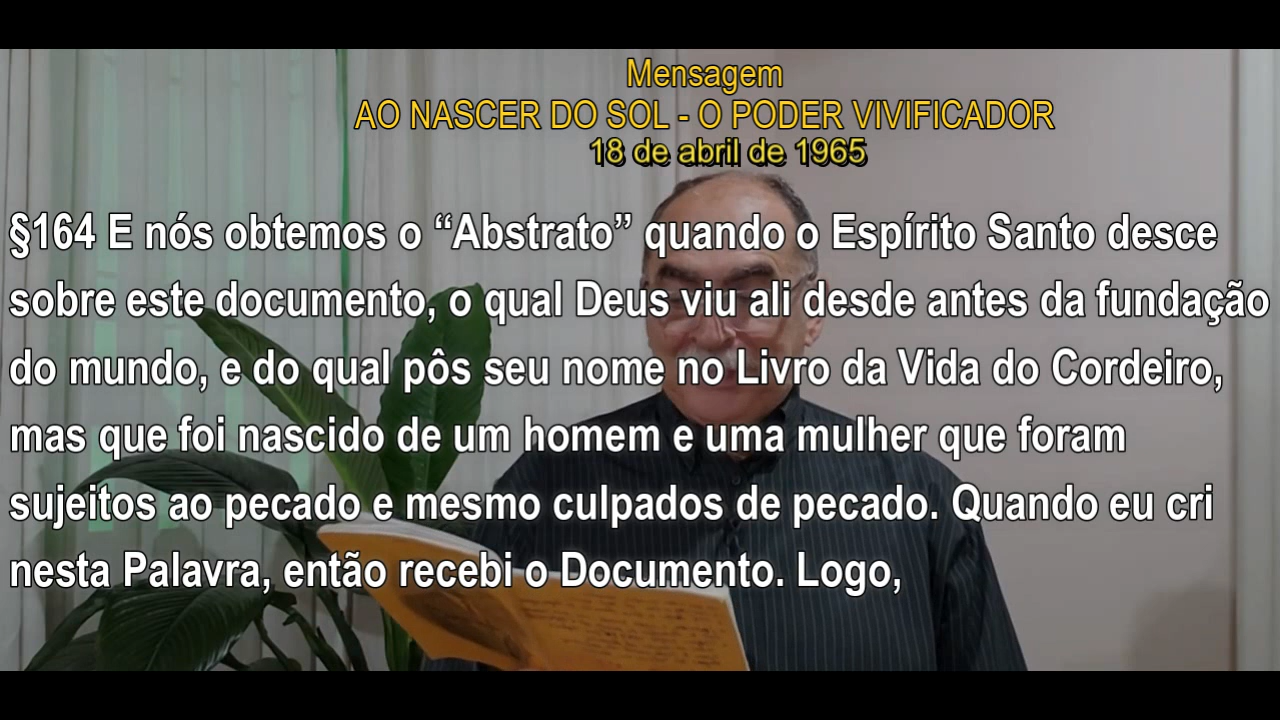 Mensagem
AO NASCER DO SOL - O PODER VIVIFICADOR
18 de abril de 1965
§164 E nós obtemos o “Abstrato” quando o Espírito Santo desce
sobre este documento, o qual Deus viu ali desde antes da fundação
do mundo, e do qual pôs seu nome no Livro da Vida do Cordeiro,
mas que foi nascido de um homem e uma mulher que foram
sujeitos ao pecado e mesmo culpados de pecado. Quando eu cri
nesta Palavra, então recebi o Documento. Logo,